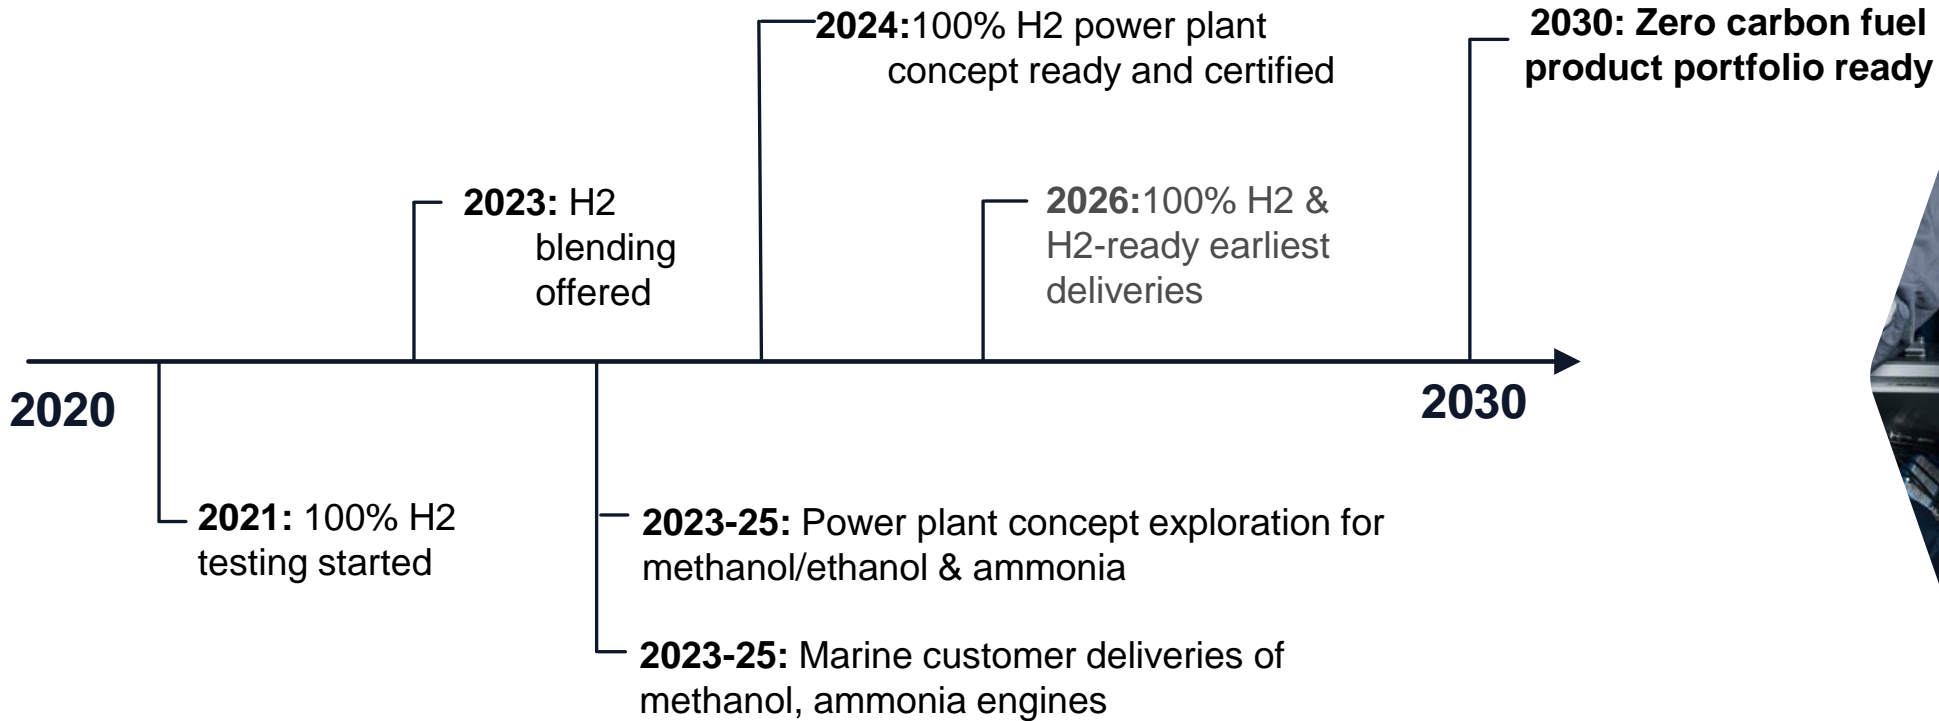 2024:100% H2 power plant
concept ready and certified
2030: Zero carbon fuel
product portfolio ready
2023: H2
blending
offered
2026:100% H2 &
H2-ready earliest
deliveries
2020
2030
2021: 100% H2
testing started
2023-25: Power plant concept exploration for
methanol/ethanol & ammonia
2023-25: Marine customer deliveries of
methanol, ammonia engines